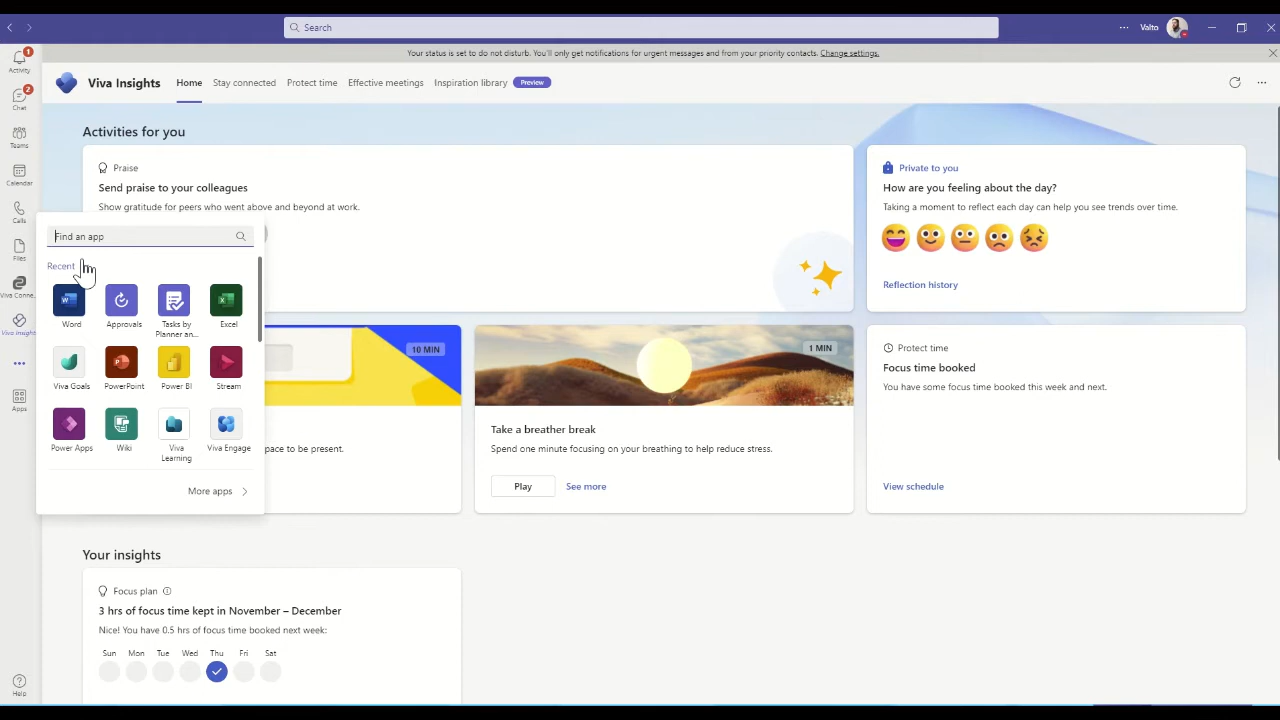 Search
Valto
Your status is set to do not disturb. You'll only get notifications for urgent messages and from your priority contacts. Change settings.
1
Activity
2
Chat
Teams
Calendar
Calls
Files
Viva Conne...
Viva Insights
Apps
Help
Viva Insights
Home
Stay connected
Protect time
Effective meetings
Inspiration library
Preview
Activities for you
Praise
Send praise to your colleagues
Show gratitude for peers who went above and beyond at work.
Private to you
How are you feeling about the day?
Taking a moment to reflect each day can help you see trends over time.
Reflection history
Find an app
Recent
Word
Approvals
Tasks by
Planner an...
Excel
Viva Goals
PowerPoint
Power BI
Stream
Power Apps
Wiki
Viva
Learning
Viva Engage
More apps
10 MIN
pace to be present.
1 MIN
Take a breather break
Spend one minute focusing on your breathing to help reduce stress.
Play
See more
Protect time
Focus time booked
You have some focus time booked this week and next.
View schedule
Your insights
Focus plan
3 hrs of focus time kept in November – December
Nice! You have 0.5 hrs of focus time booked next week:
Sun Mon Tue Wed Thu Fri Sat